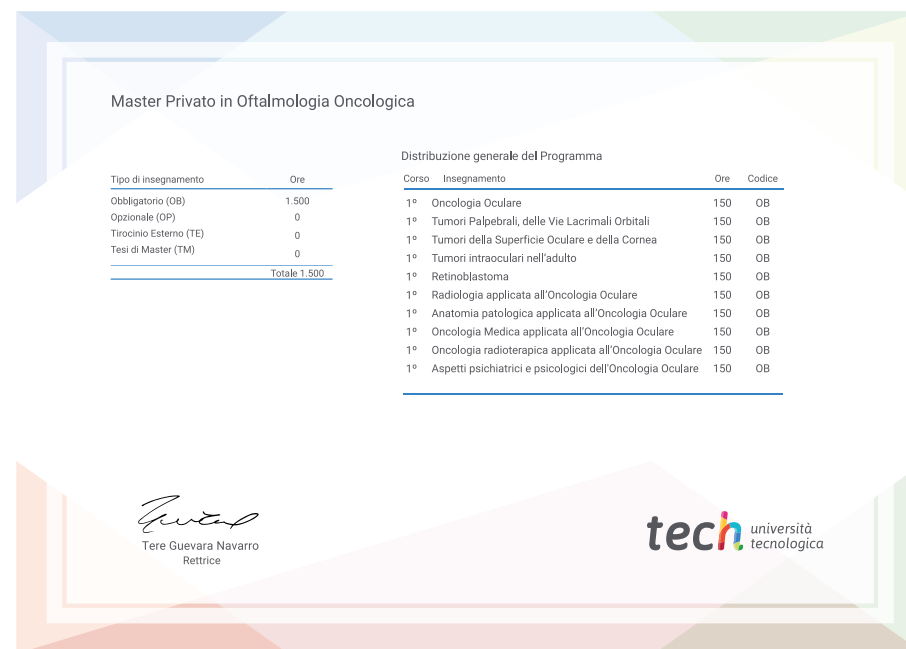 Master Privato in Oftalmologia Oncologica
Tipo di insegnamento Ore
Obbligatorio (OB) 1.500
Opzionale (OP) 0
Tirocinio Esterno (TE) 0
Tesi di Master (TM) 0
Totale 1.500
Distribuzione generale del Programma
Corso Insegnamento Ore Codice
1º Oncologia Oculare 150 OB
1º Tumori Palpebrali, delle Vie Lacrimali Orbitali 150 OB
1º Tumori della Superficie Oculare e della Cornea 150 OB
1º Tumori intraoculari nell'adulto 150 OB
1º Retinoblastoma 150 OB
1º Radiologia applicata all'Oncologia Oculare 150 OB
1º Anatomia patologica applicata all'Oncologia Oculare 150 OB
1º Oncologia Medica applicata all'Oncologia Oculare 150 OB
1º Oncologia radioterapica applicata all'Oncologia Oculare 150 OB
1º Aspetti psichiatrici e psicologici dell'Oncologia Oculare 150 OB
Tere Guevara Navarro
Rettrice
tech università
tecnologica